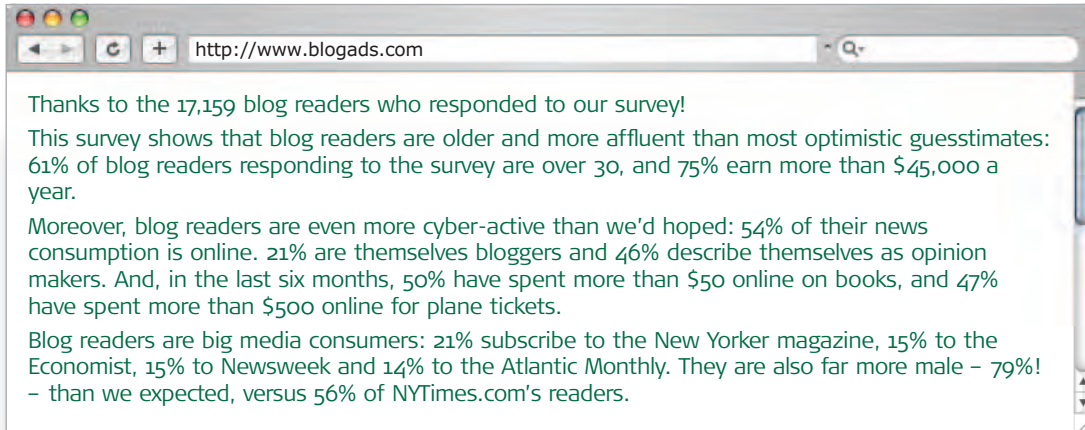 http://www.blogads.com
Thanks to the 17,159 blog readers who responded to our survey!
This survey shows that blog readers are older and more affluent than most optimistic guesstimates:
61% of blog readers responding to the survey are over 30, and 75% earn more than $45,000 a
year.
Moreover, blog readers are even more cyber-active than we'd hoped: 54% of their news
consumption is online. 21% are themselves bloggers and 46% describe themselves as opinion
makers. And, in the last six months, 50% have spent more than $50 online on books, and 47%
have spent more than $500 online for plane tickets.
Blog readers are big media consumers: 21% subscribe to the New Yorker magazine, 15% to the
Economist, 15% to Newsweek and 14% to the Atlantic Monthly. They are also far more male – 79%!
– than we expected, versus 56% of NYTimes.com's readers.